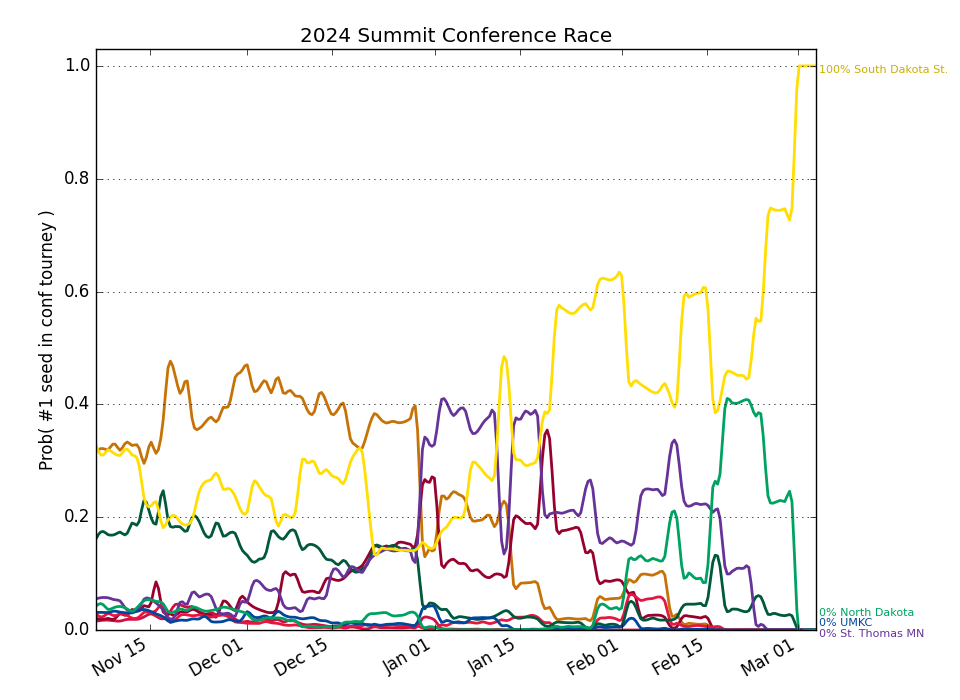 2024 Summit Conference Race
Prob( #1 seed in conf tourney )
1.0
0.8
0.6
0.4
0.2
0.0
Nov 15
Dec 01
Dec 15
Jan 01
Jan 15
Feb 01
Feb 15
Mar 01
100% South Dakota St.
0% North Dakota
0% UMKC
0% St. Thomas MN